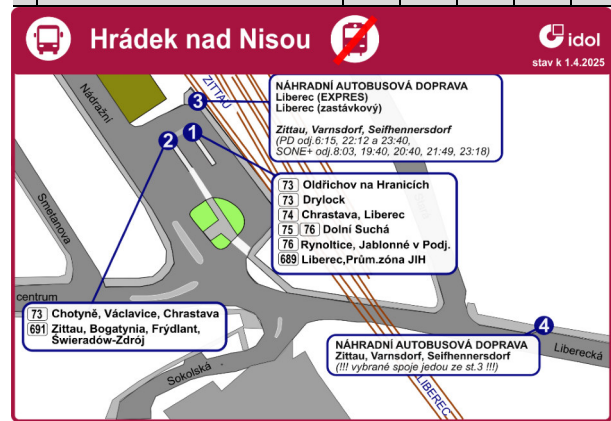 Hrádek nad Nisou
idol
stav k 1.4.2025
ZITTAU
Nádražní
3
NÁHRADNÍ AUTOBUSOVÁ DOPRAVA
Liberec (EXPRES)
Liberec (zastávkový)
Zittau, Varnsdorf, Seifhennersdorf
(PD odj.6:15, 22:12 a 23:40,
SONE+ odj.8:03, 19:40, 20:40, 21:49, 23:18)
2
1
73 Oldřichov na Hranicích
73 Drylock
74 Chrastava, Liberec
75 76 Dolní Suchá
76 Rynoltice, Jablonné v Podj.
689 Liberec,Prům.zóna JIH
Smetanova
centrum
73 Chotyně, Václavice, Chrastava
691 Zittau, Bogatynia, Frýdlant,
Świeradów-Zdrój
4
NÁHRADNÍ AUTOBUSOVÁ DOPRAVA
Zittau, Varnsdorf, Seifhennersdorf
(!!! vybrané spoje jedou ze st.3 !!!)
Liberecká
Sokolská
LIBEREC